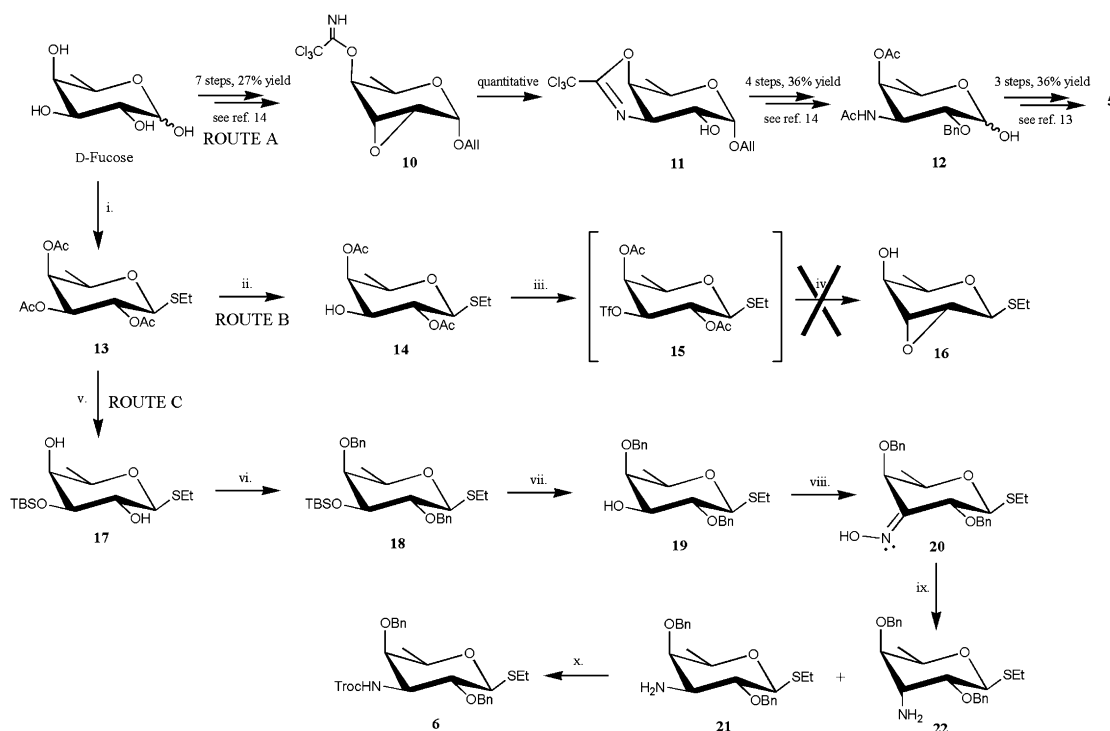 OH
O
HO
OH
OH
D-Fucose
7 steps, 27% yield
see ref. 14
ROUTE A
NH
Cl3C
O
O
O
OAll
10
quantitative
Cl3C
O
N
O
HO
OAll
11
4 steps, 36% yield
see ref. 14
OAc
O
AcHN
BnO
OH
12
3 steps, 36% yield
see ref. 13
i.
OAc
O
AcO
SEt
OAc
13
ii.
ROUTE B
OAc
O
HO
SEt
OAc
14
iii.
OAc
O
TfO
SEt
OAc
15
iv.
OH
O
SEt
O
16
v.
ROUTE C
OH
O
TBSO
SEt
OH
17
vi.
OBn
O
TBSO
SEt
OBn
18
vii.
OBn
O
HO
SEt
OBn
19
viii.
OBn
O
SEt
OBn
HO
N
20
ix.
OBn
O
TrocHN
SEt
OBn
6
x.
OBn
O
H2N
SEt
OBn
21
+
OBn
O
SEt
OBn
NH2
22